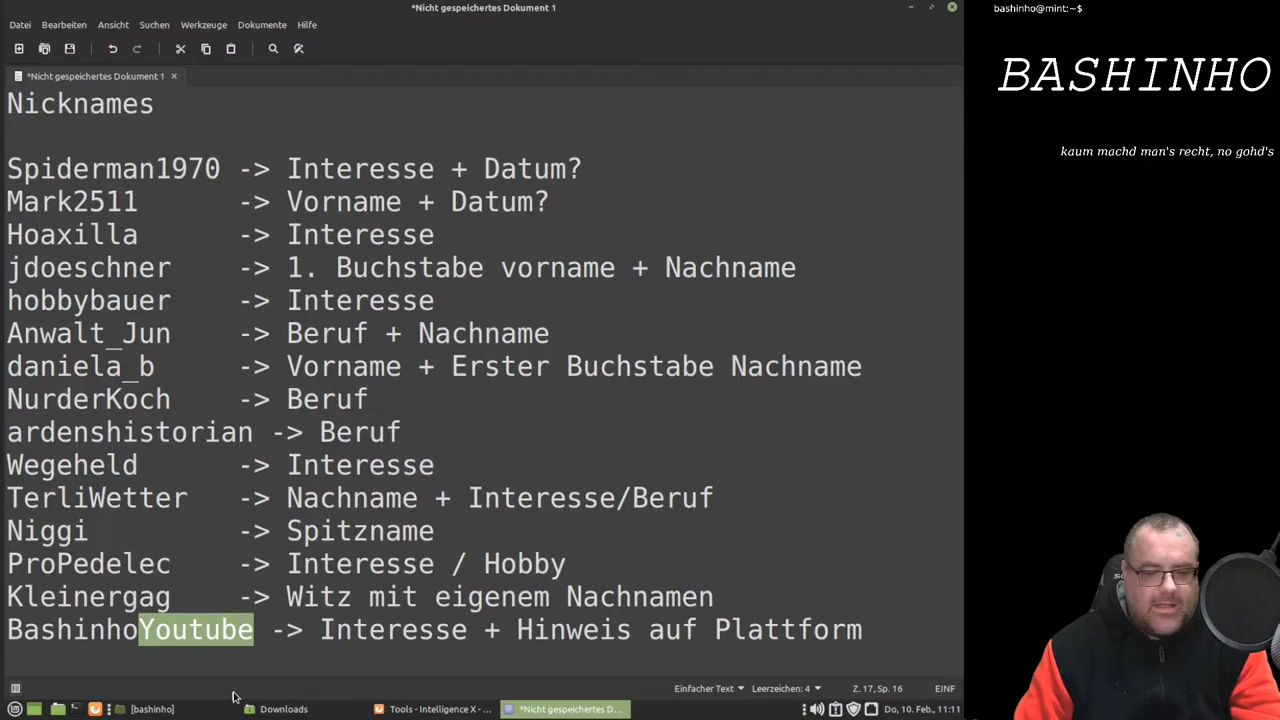 *Nicht gespeichertes Dokument 1
Datei Bearbeiten Ansicht Suchen Werkzeuge Dokumente Hilfe
*Nicht gespeichertes Dokument 1
Nicknames
Spiderman1970 -> Interesse + Datum?
Mark2511 -> Vorname + Datum?
Hoaxilla -> Interesse
jdoeschner -> 1. Buchstabe vorname + Nachname
hobbybauer -> Interesse
Anwalt_Jun -> Beruf + Nachname
daniela_b -> Vorname + Erster Buchstabe Nachname
NurderKoch -> Beruf
ardenshistorian -> Beruf
Wegeheld -> Interesse
TerliWetter -> Nachname + Interesse/Beruf
Niggi -> Spitzname
ProPedelec -> Interesse / Hobby
Kleinergag -> Witz mit eigenem Nachnamen
BashinhoYoutube -> Interesse + Hinweis auf Plattform
Einfacher Text Leerzeichen: 4 Z. 17, Sp. 16 EINF
[bashinho] Downloads Tools - Intelligence X - ... *Nicht gespeichertes D... Do, 10. Feb., 11:11
bashinho@mint:~$
BASHINHO
kaum machd man's recht, no gohd's